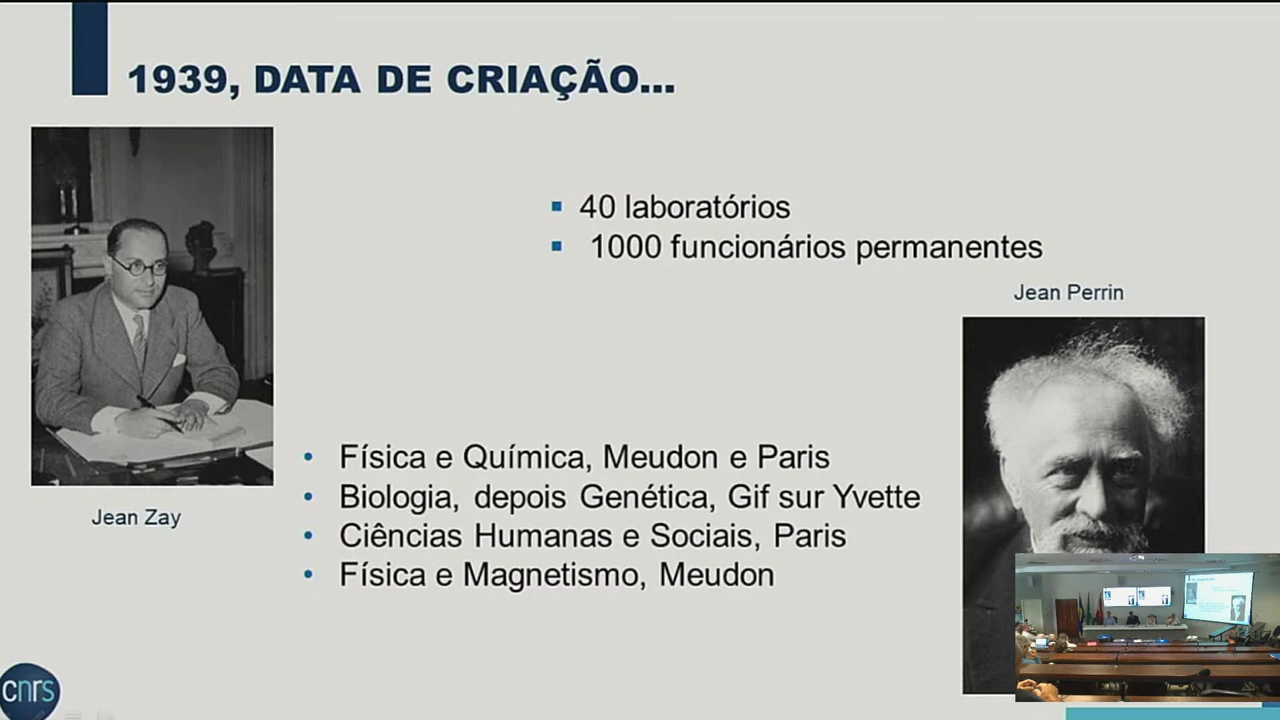 1939, DATA DE CRIAÇÃO...
▪ 40 laboratórios
▪ 1000 funcionários permanentes
Jean Perrin
• Física e Química, Meudon e Paris
• Biologia, depois Genética, Gif sur Yvette
• Ciências Humanas e Sociais, Paris
• Física e Magnetismo, Meudon
Jean Zay
cnrs